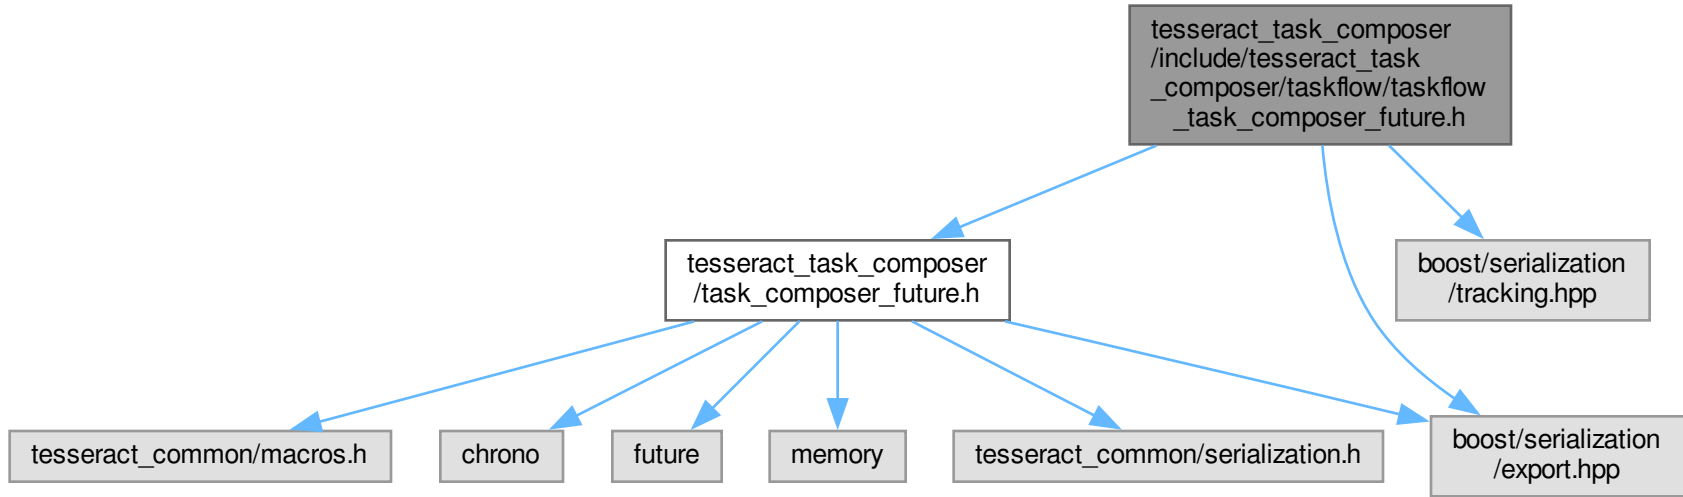 tesseract_task_composer
/include/tesseract_task
_composer/taskflow/taskflow
_task_composer_future.h
tesseract_task_composer
/task_composer_future.h
boost/serialization
/tracking.hpp
tesseract_common/macros.h
chrono
future
memory
tesseract_common/serialization.h
boost/serialization
/export.hpp